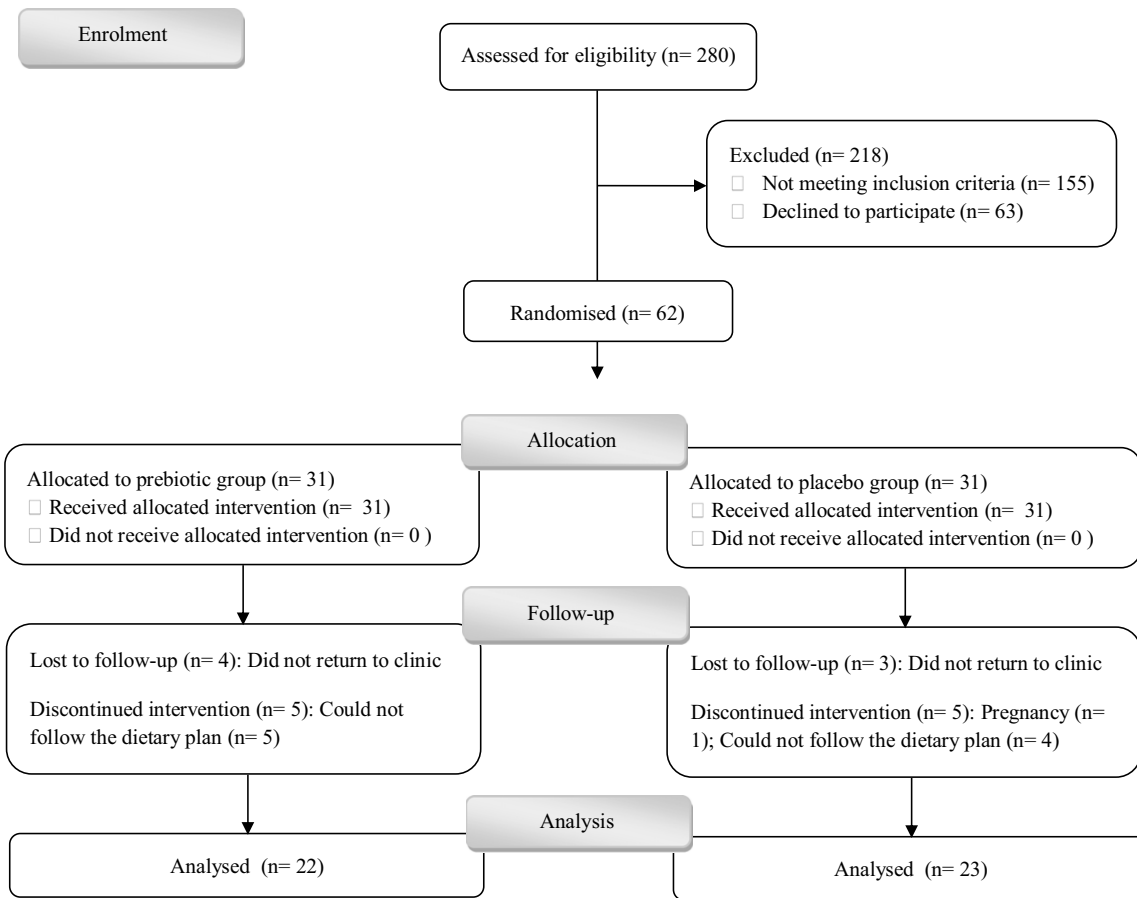 Enrolment
Assessed for eligibility (n= 280)
Excluded (n= 218)
Not meeting inclusion criteria (n= 155)
Declined to participate (n= 63)
Randomised (n= 62)
Allocation
Allocated to prebiotic group (n= 31)
Received allocated intervention (n=  31)
Did not receive allocated intervention (n= 0 )
Allocated to placebo group (n= 31)
Received allocated intervention (n=  31)
Did not receive allocated intervention (n= 0 )
Follow-up
Lost to follow-up (n= 4): Did not return to clinic
Discontinued intervention (n= 5): Could not
follow the dietary plan (n= 5)
Lost to follow-up (n= 3): Did not return to clinic
Discontinued intervention (n= 5): Pregnancy (n=
1); Could not follow the dietary plan (n= 4)
Analysis
Analysed  (n= 22)
Analysed  (n= 23)